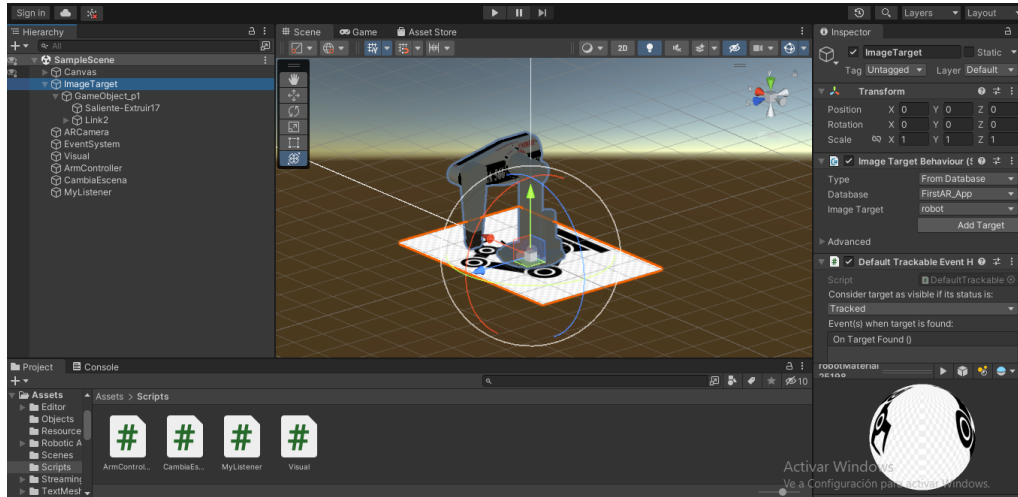 Sign in
Layers
Layout
Hierarchy
All
SampleScene
Canvas
ImageTarget
GameObject_p1
Saliente-Extruir17
Link2
ARCamera
EventSystem
Visual
ArmController
CambiaEscena
MyListener
Scene
Game
Asset Store
2D
Inspector
ImageTarget
Static
Tag Untagged Layer Default
Transform
Position X 0 Y 0 Z 0
Rotation X 0 Y 0 Z 0
Scale X 1 Y 1 Z 1
Image Target Behaviour (S
Type From Database
Database FirstAR_App
Image Target robot
Add Target
Advanced
Default Trackable Event H
Script DefaultTrackable
Consider target as visible if its status is:
Tracked
Event(s) when target is found:
On Target Found ()
robotMaterial
25198
Project
Console
10
Assets
Editor
Objects
Resource
Robotic A
Scenes
Scripts
Streaming
TextMesh
Assets > Scripts
ArmControl...
CambiaEs...
MyListener
Visual
Activar Windows
Ve a Configuración para activar Windows.